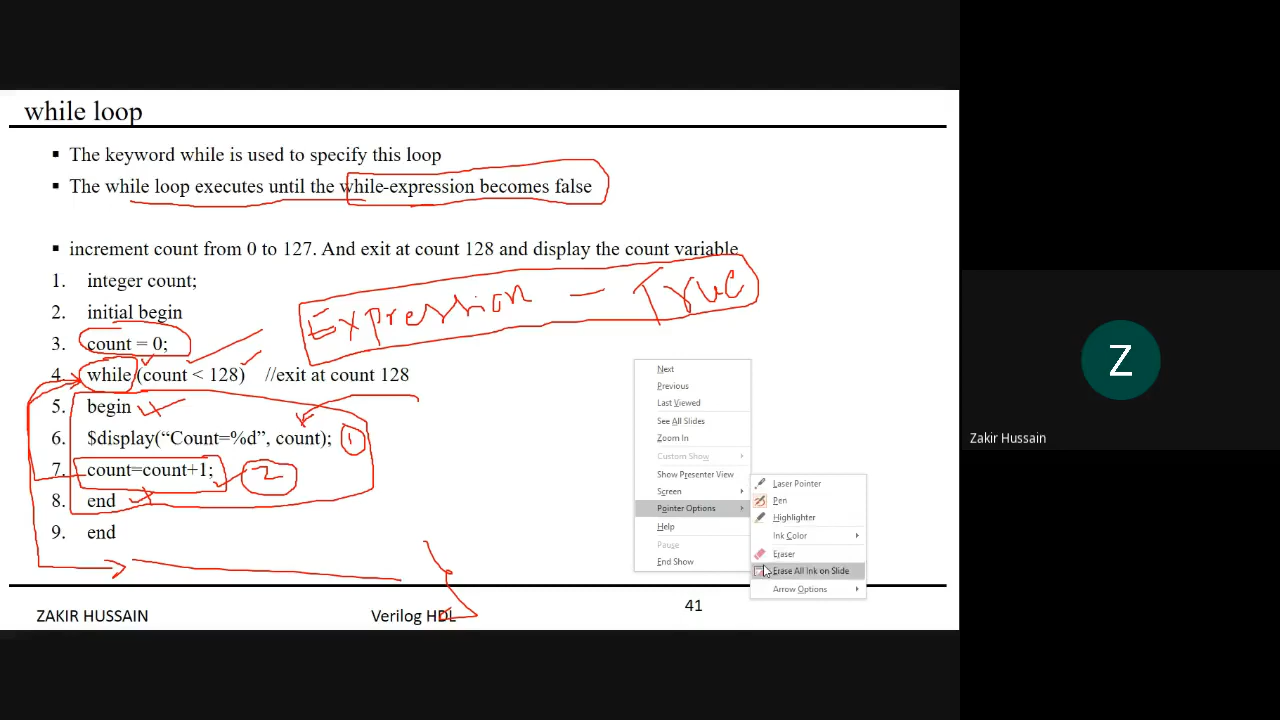 while loop
▪ The keyword while is used to specify this loop
▪ The while loop executes until the while-expression becomes false
▪ increment count from 0 to 127. And exit at count 128 and display the count variable
1. integer count;
2. initial begin
3. count = 0;
4. while (count < 128) //exit at count 128
5. begin
6. $display(“Count=%d”, count);
7. count=count+1;
8. end
9. end
Expression - True
1
2
Next
Previous
Last Viewed
See All Slides
Zoom In
Custom Show
Show Presenter View
Screen
Pointer Options
Help
Pause
End Show
Laser Pointer
Pen
Highlighter
Ink Color
Eraser
Erase All Ink on Slide
Arrow Options
ZAKIR HUSSAIN
Verilog HDL
41
Z
Zakir Hussain